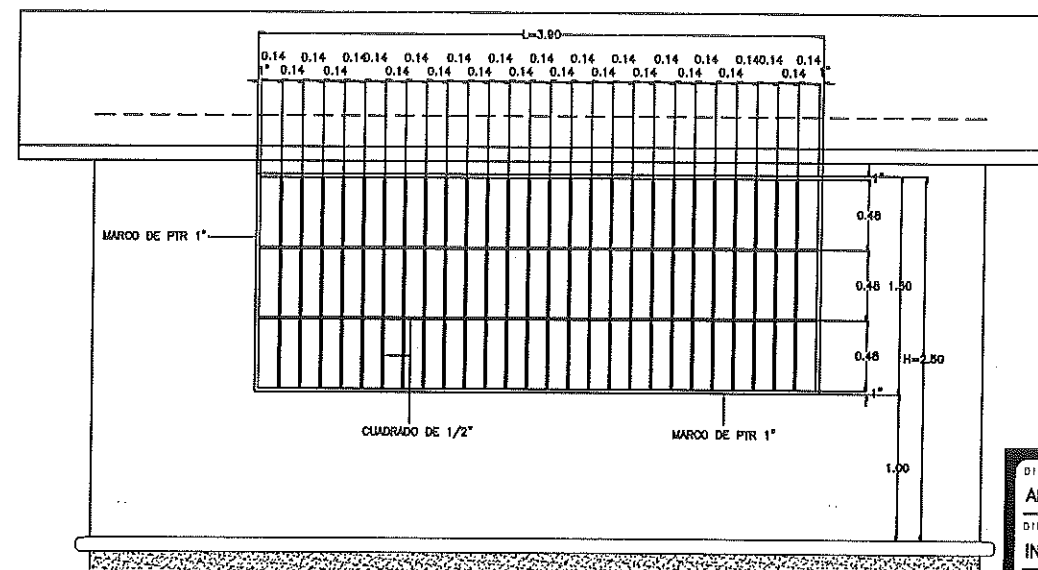 L=3.90
0.14 0.14 0.14 0.14 0.14 0.14 0.14 0.14 0.14 0.14 0.14 0.14 0.14 0.14 0.14
1" 0.14 0.14 0.14 0.14 0.14 0.14 0.14 0.14 0.14 0.14 0.14 0.14 1"
1"
0.48
MARCO DE PTR 1"
0.48 1.50
0.48 H=2.50
1"
CUADRADO DE 1/2"
MARCO DE PTR 1"
1.00